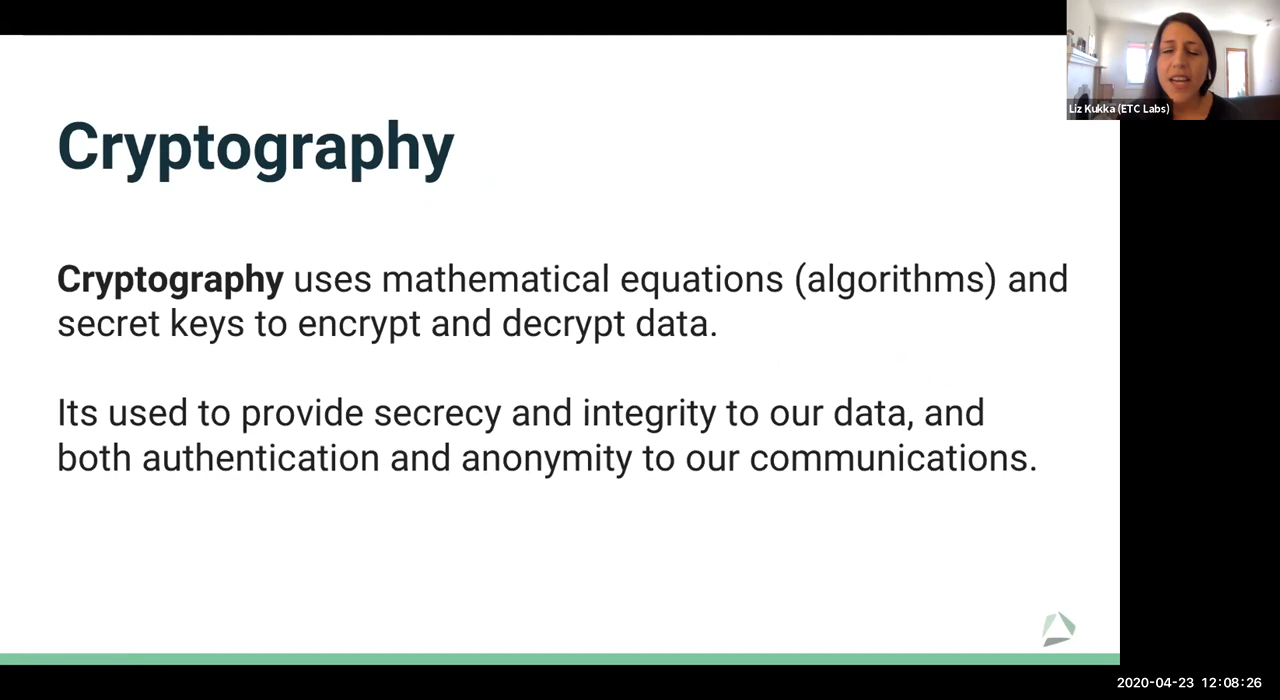 Liz Kukka (ETC Labs)
Cryptography
Cryptography uses mathematical equations (algorithms) and
secret keys to encrypt and decrypt data.
Its used to provide secrecy and integrity to our data, and
both authentication and anonymity to our communications.
2020-04-23 12:08:26